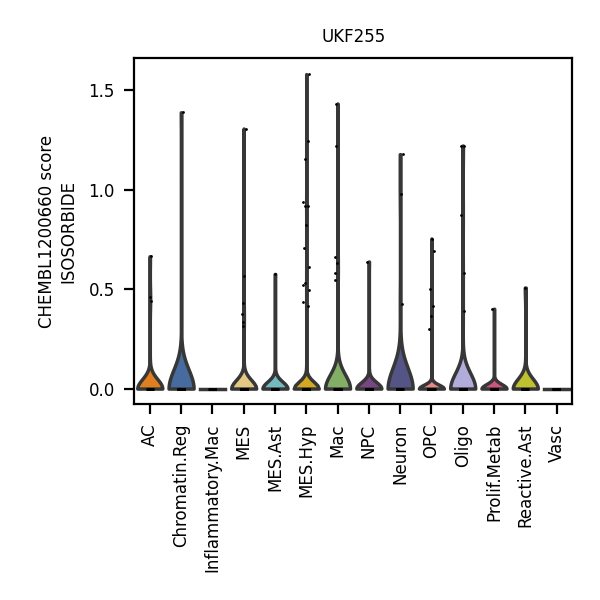 UKF255
CHEMBL1200660 score
ISOSORBIDE
1.5
1.0
0.5
0.0
AC
Chromatin.Reg
Inflammatory.Mac
MES
MES.Ast
MES.Hyp
Mac
NPC
Neuron
OPC
Oligo
Prolif.Metab
Reactive.Ast
Vasc